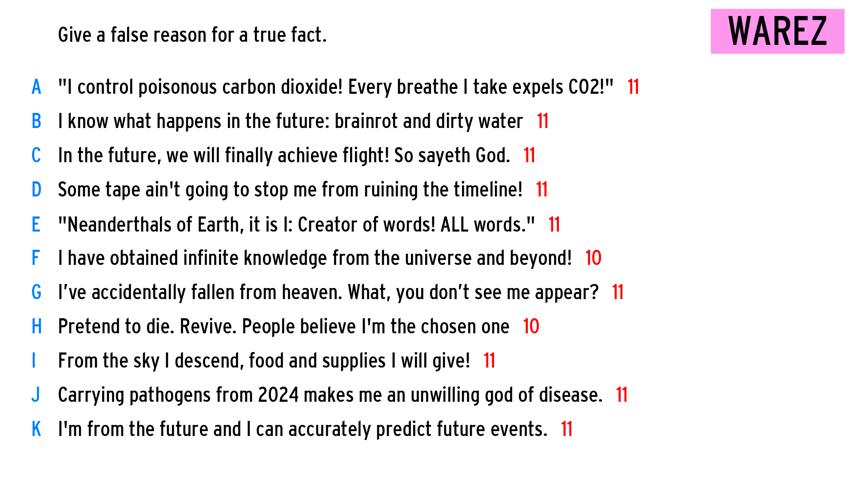 Give a false reason for a true fact.
WAREZ
A "I control poisonous carbon dioxide! Every breathe I take expels CO2!" 11
B I know what happens in the future: brainrot and dirty water 11
C In the future, we will finally achieve flight! So sayeth God. 11
D Some tape ain't going to stop me from ruining the timeline! 11
E "Neanderthals of Earth, it is I: Creator of words! ALL words." 11
F I have obtained infinite knowledge from the universe and beyond! 10
G I’ve accidentally fallen from heaven. What, you don’t see me appear? 11
H Pretend to die. Revive. People believe I'm the chosen one 10
I From the sky I descend, food and supplies I will give! 11
J Carrying pathogens from 2024 makes me an unwilling god of disease. 11
K I'm from the future and I can accurately predict future events. 11